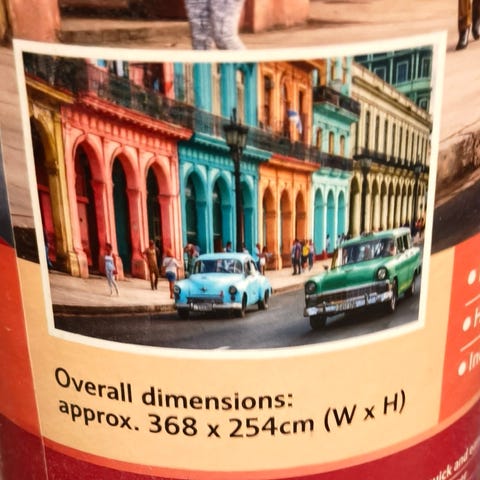 Overall dimensions:
approx. 368 x 254cm (W x H)